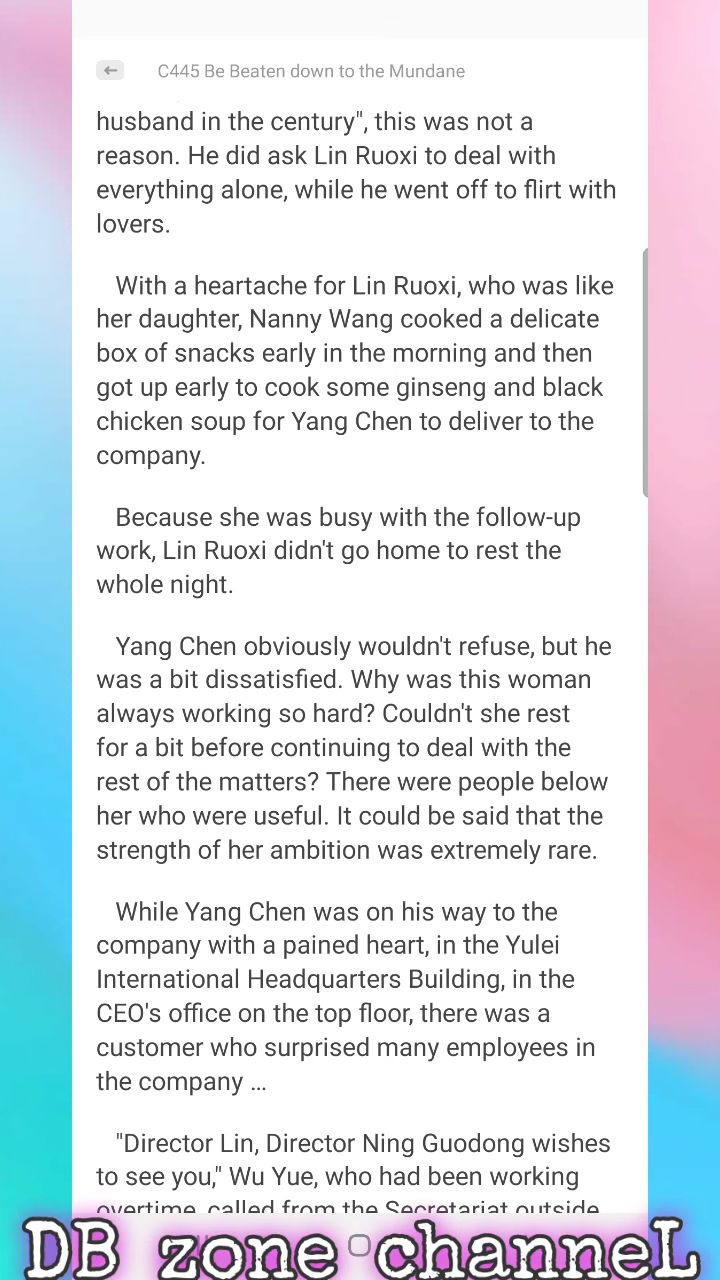 C445 Be Beaten down to the Mundane
husband in the century", this was not a
reason. He did ask Lin Ruoxi to deal with
everything alone, while he went off to flirt with
lovers.
With a heartache for Lin Ruoxi, who was like
her daughter, Nanny Wang cooked a delicate
box of snacks early in the morning and then
got up early to cook some ginseng and black
chicken soup for Yang Chen to deliver to the
company.
Because she was busy with the follow-up
work, Lin Ruoxi didn't go home to rest the
whole night.
Yang Chen obviously wouldn't refuse, but he
was a bit dissatisfied. Why was this woman
always working so hard? Couldn't she rest
for a bit before continuing to deal with the
rest of the matters? There were people below
her who were useful. It could be said that the
strength of her ambition was extremely rare.
While Yang Chen was on his way to the
company with a pained heart, in the Yulei
International Headquarters Building, in the
CEO's office on the top floor, there was a
customer who surprised many employees in
the company ...
"Director Lin, Director Ning Guodong wishes
to see you," Wu Yue, who had been working
overtime, called from the Secretariat outside
DB zone channeL